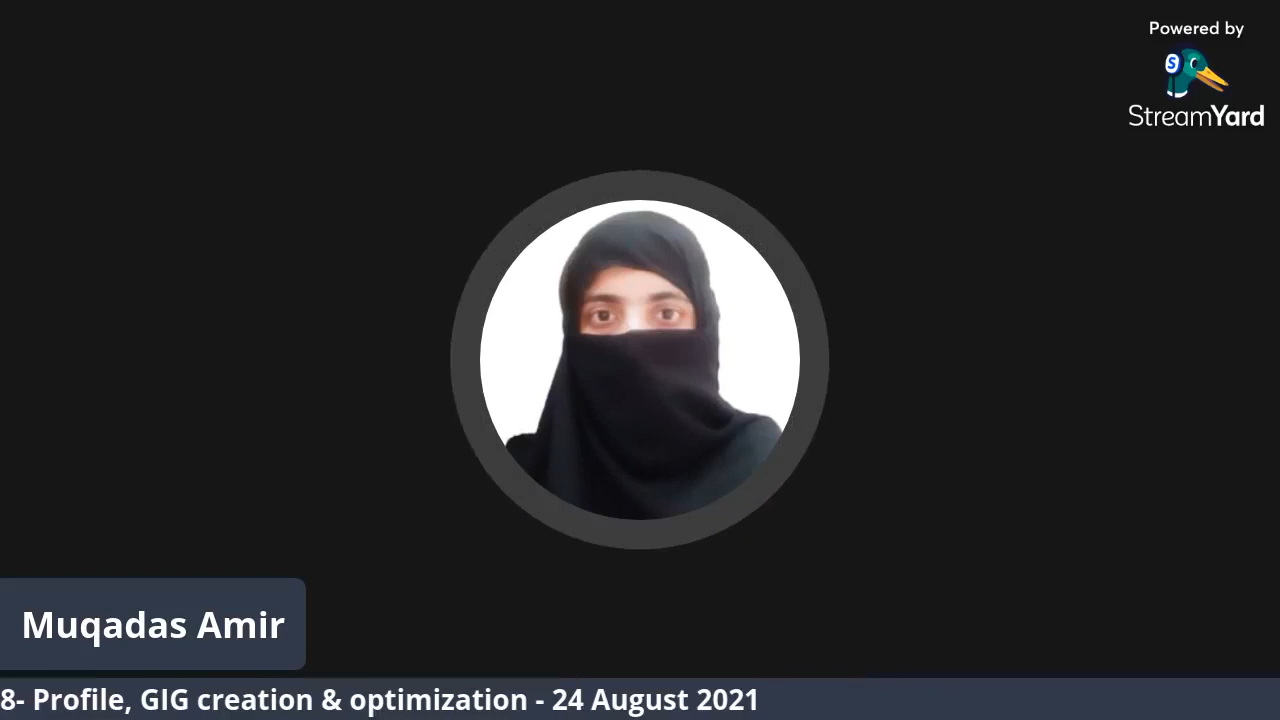 Powered by
S
StreamYard
Muqadas Amir
8- Profile, GIG creation & optimization - 24 August 2021